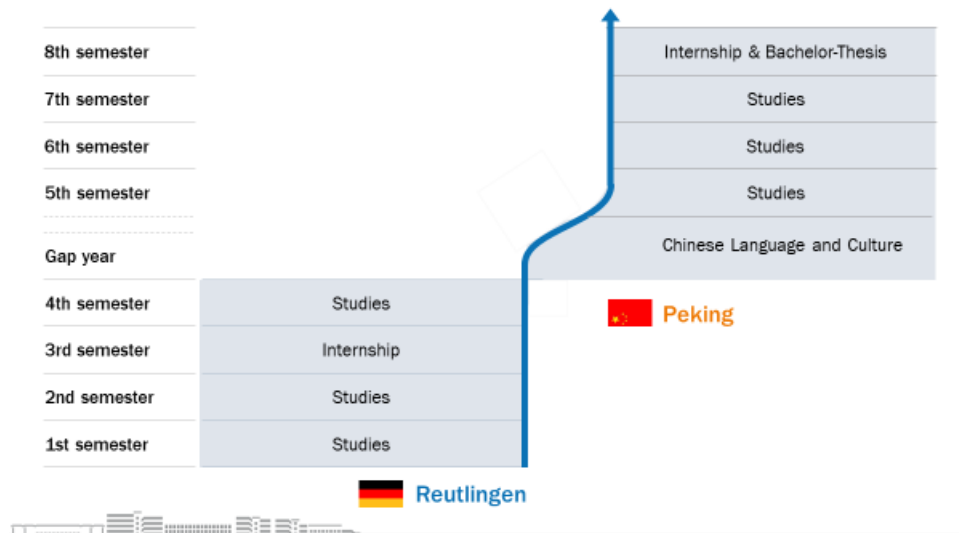 8th semester Internship & Bachelor-Thesis
7th semester Studies
6th semester Studies
5th semester Studies
Gap year Chinese Language and Culture
4th semester Studies
Peking
3rd semester Internship
2nd semester Studies
1st semester Studies
Reutlingen